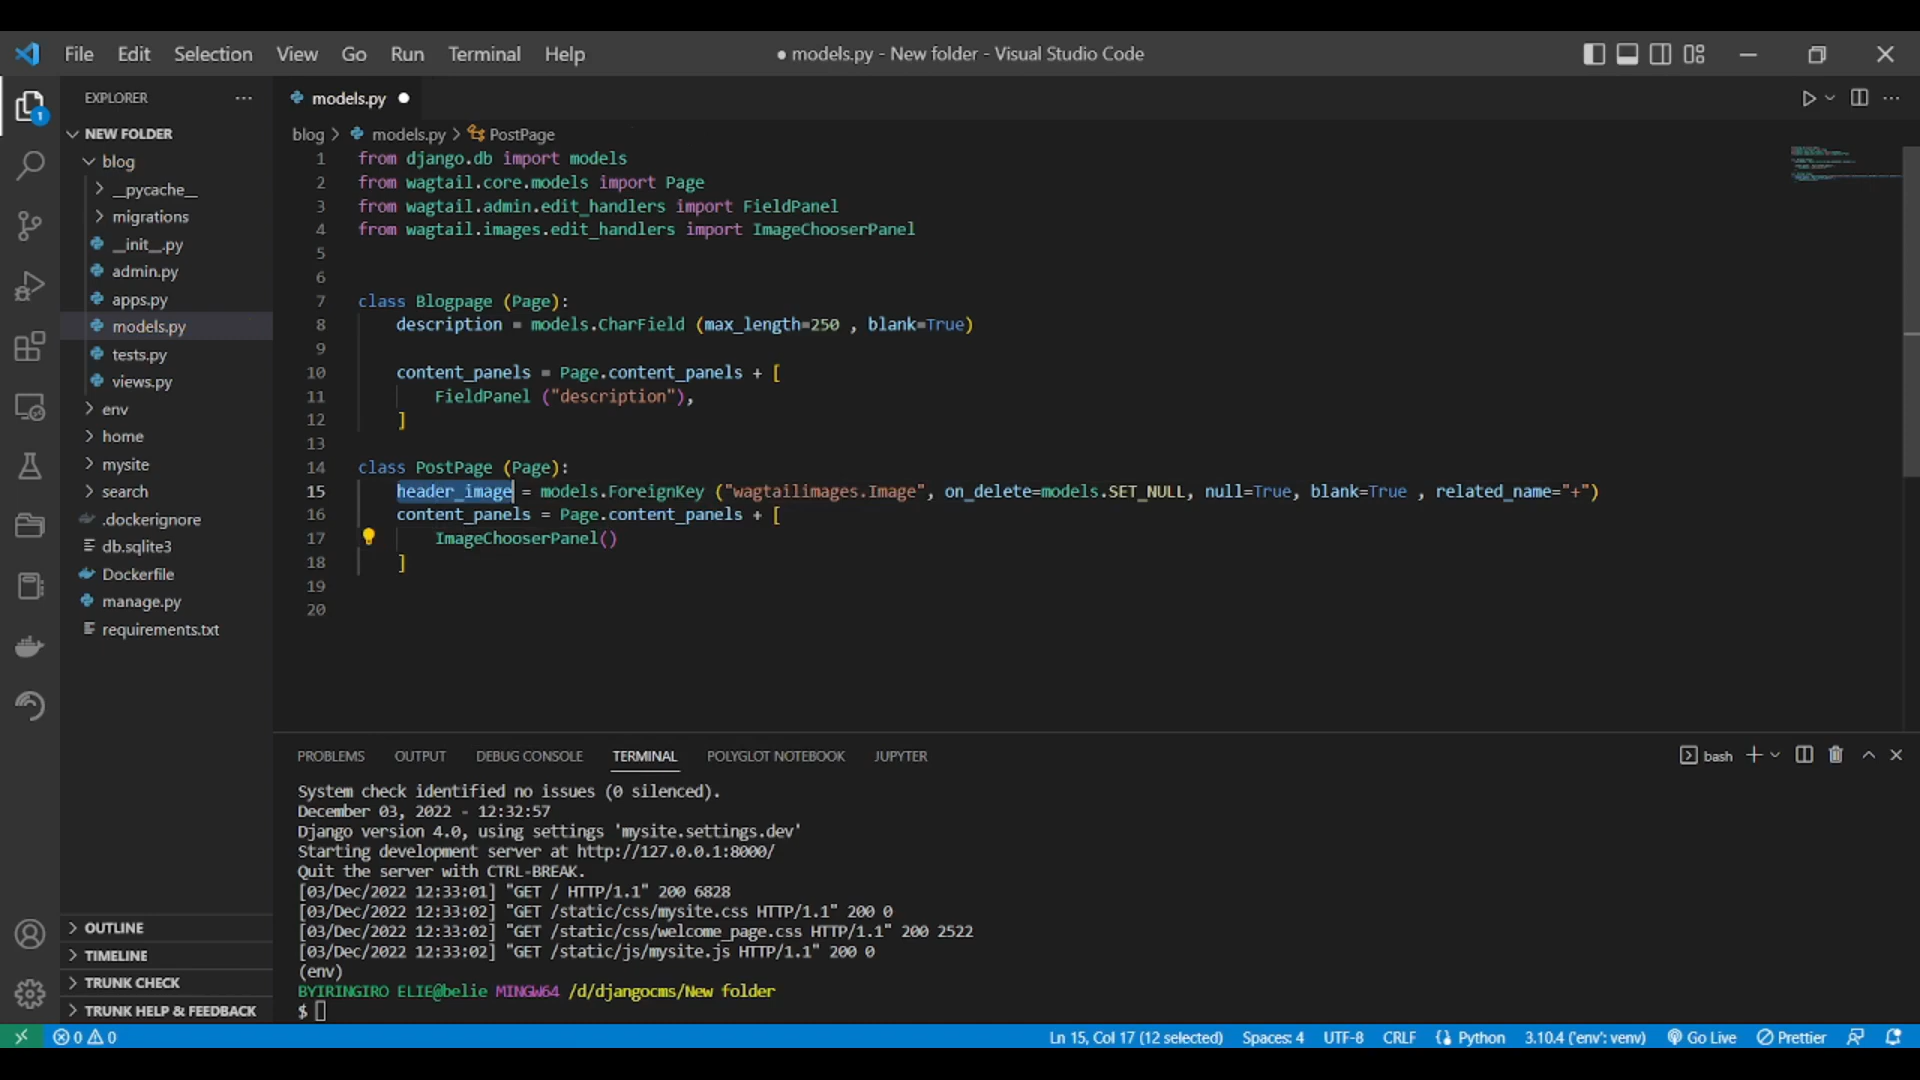 File Edit Selection View Go Run Terminal Help
● models.py - New folder - Visual Studio Code
EXPLORER
models.py
NEW FOLDER
blog
__pycache__
migrations
__init__.py
admin.py
apps.py
models.py
tests.py
views.py
env
home
mysite
search
.dockerignore
db.sqlite3
Dockerfile
manage.py
requirements.txt
OUTLINE
TIMELINE
TRUNK CHECK
TRUNK HELP & FEEDBACK
1
blog > models.py > PostPage
1 from django.db import models
2 from wagtail.core.models import Page
3 from wagtail.admin.edit_handlers import FieldPanel
4 from wagtail.images.edit_handlers import ImageChooserPanel
5
6
7 class Blogpage (Page):
8 description = models.CharField (max_length=250 , blank=True)
9
10 content_panels = Page.content_panels + [
11 FieldPanel ("description"),
12 ]
13
14 class PostPage (Page):
15 header_image = models.ForeignKey ("wagtailimages.Image", on_delete=models.SET_NULL, null=True, blank=True , related_name="+")
16 content_panels = Page.content_panels + [
17 ImageChooserPanel()
18 ]
19
20
PROBLEMS OUTPUT DEBUG CONSOLE TERMINAL POLYGLOT NOTEBOOK JUPYTER
bash
System check identified no issues (0 silenced).
December 03, 2022 - 12:32:57
Django version 4.0, using settings 'mysite.settings.dev'
Starting development server at http://127.0.0.1:8000/
Quit the server with CTRL-BREAK.
[03/Dec/2022 12:33:01] "GET / HTTP/1.1" 200 6828
[03/Dec/2022 12:33:02] "GET /static/css/mysite.css HTTP/1.1" 200 0
[03/Dec/2022 12:33:02] "GET /static/css/welcome_page.css HTTP/1.1" 200 2522
[03/Dec/2022 12:33:02] "GET /static/js/mysite.js HTTP/1.1" 200 0
(env)
BYIRINGIRO ELIE@belie MINGW64 /d/djangocms/New folder
$
0 0
Ln 15, Col 17 (12 selected) Spaces: 4 UTF-8 CRLF Python 3.10.4 ('env': venv) Go Live Prettier